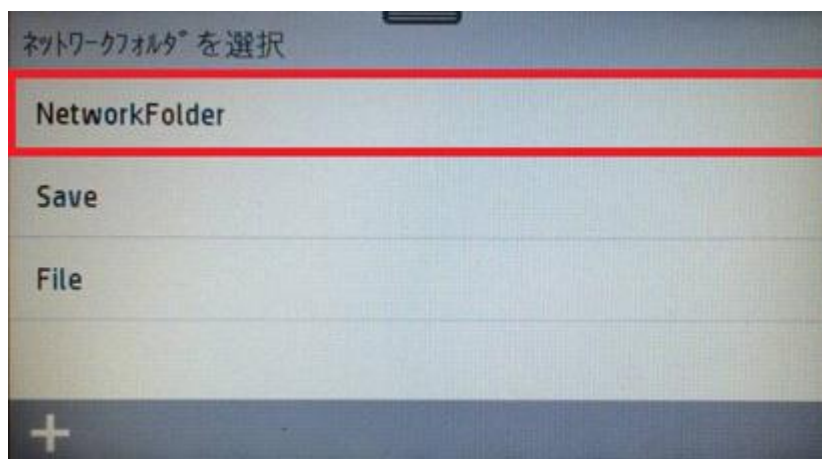 ﾈｯﾄﾜｰｸﾌｫﾙﾀﾞを選択
NetworkFolder
Save
File
+